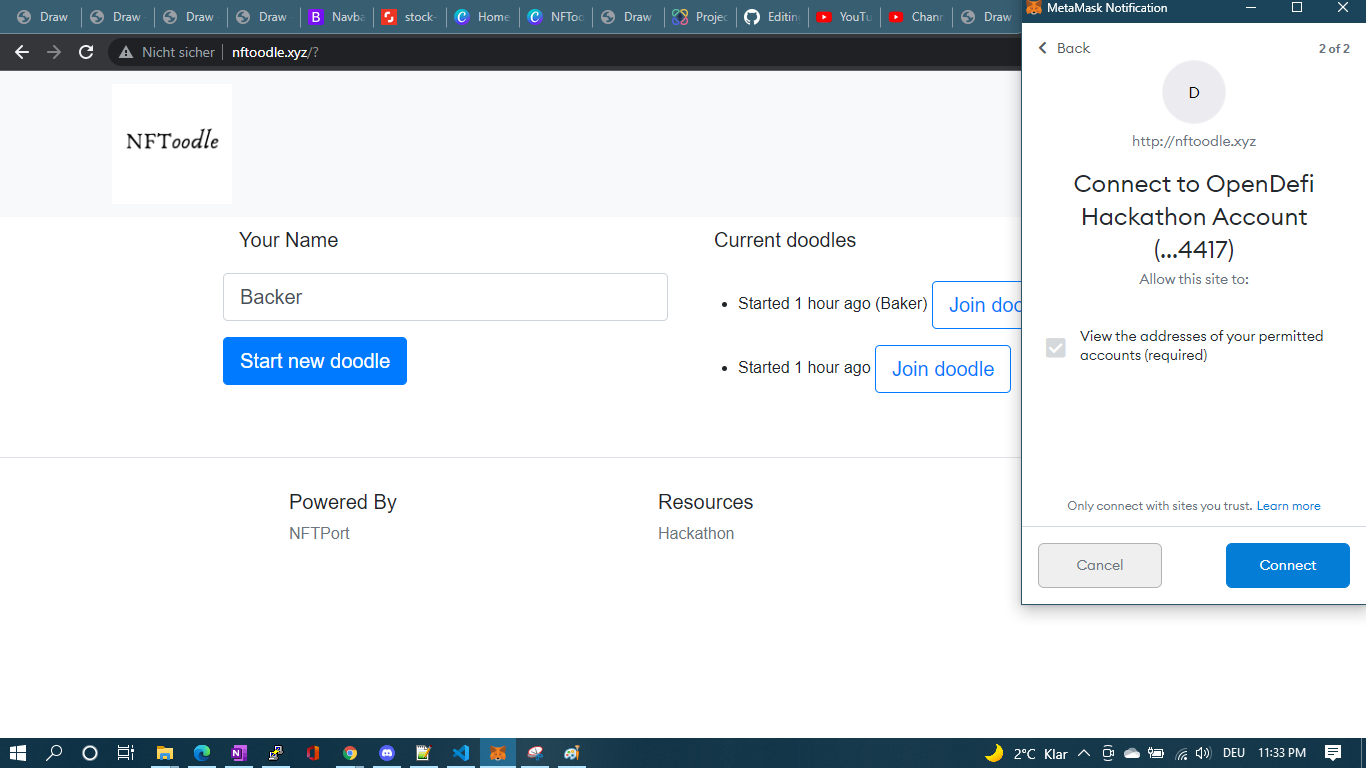 Draw
Draw
Draw
Draw
Navba
stock-
Home
NFToo
Draw
Projec
Editin
YouTu
Chann
Draw
MetaMask Notification
Nicht sicher
nftoodle.xyz/?
Back
2 of 2
D
http://nftoodle.xyz
Connect to OpenDefi
Hackathon Account
(...4417)
Allow this site to:
View the addresses of your permitted
accounts (required)
Only connect with sites you trust. Learn more
Cancel
Connect
NFToodle
Your Name
Backer
Start new doodle
Current doodles
Started 1 hour ago (Baker)
Join doo
Started 1 hour ago
Join doodle
Powered By
NFTPort
Resources
Hackathon
2°C Klar
DEU
11:33 PM